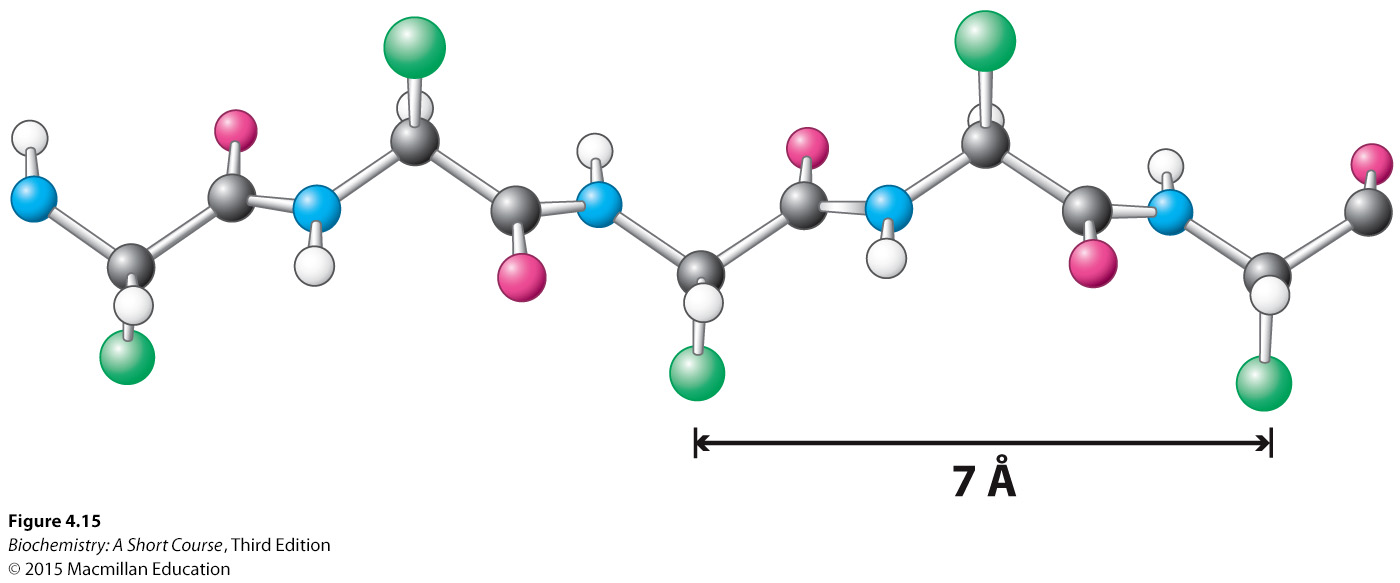 7 Å
Figure 4.15
Biochemistry: A Short Course, Third Edition
© 2015 Macmillan Education